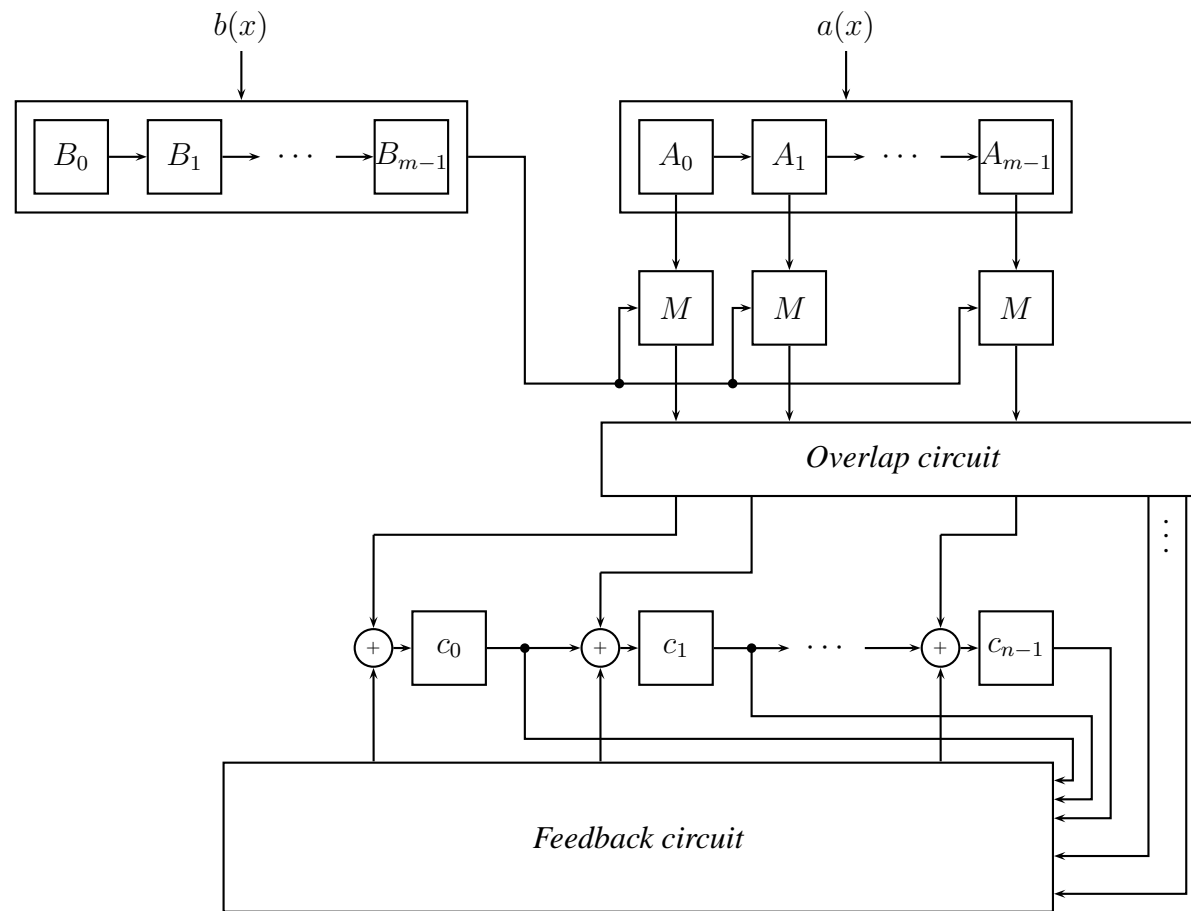 b(x) a(x)
B₀ B₁ ··· Bₘ₋₁ A₀ A₁ ··· Aₘ₋₁
M M M
Overlap circuit
⋮
+ c₀ + c₁ ··· + cₙ₋₁
Feedback circuit